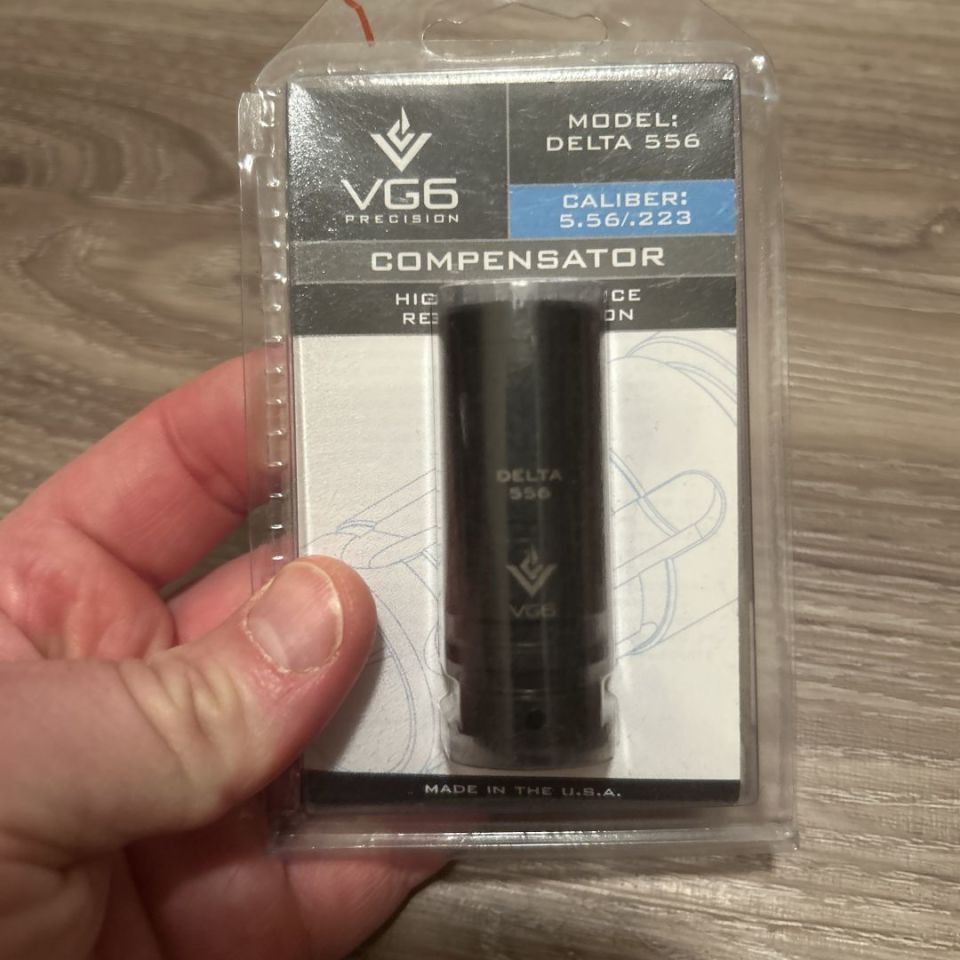 VG6
PRECISION
MODEL:
DELTA 556
CALIBER:
5.56/.223
COMPENSATOR
MADE IN THE U.S.A.
DELTA
556
VG6